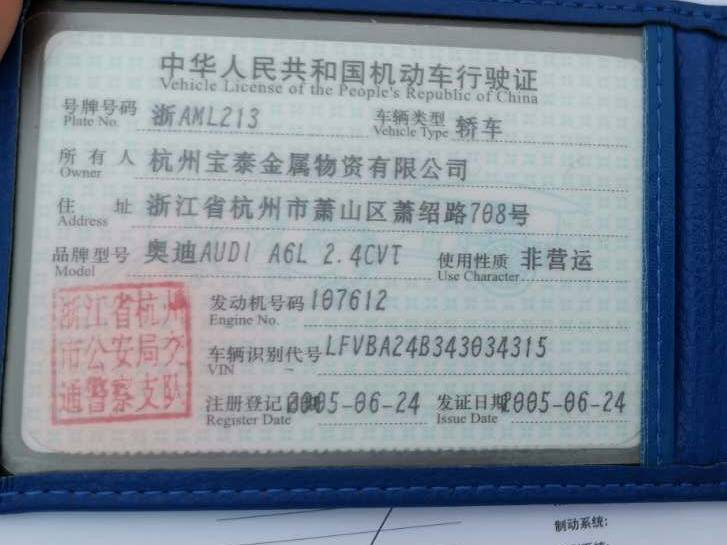 中华人民共和国机动车行驶证
Vehicle License of the People's Republic of China
号牌号码 浙AML213 车辆类型 轿车
Plate No. Vehicle Type
所有人 杭州宝泰金属物资有限公司
Owner
住址 浙江省杭州市萧山区萧绍路708号
Address
品牌型号 奥迪AUDI A6L 2.4CVT 使用性质 非营运
Model Use Character
发动机号码 107612
Engine No.
车辆识别代号 LFVBA24B343034315
VIN
注册登记日期 2005-06-24 发证日期 2005-06-24
Register Date Issue Date
浙江省杭州
市公安局交
通警察支队
制动系统: